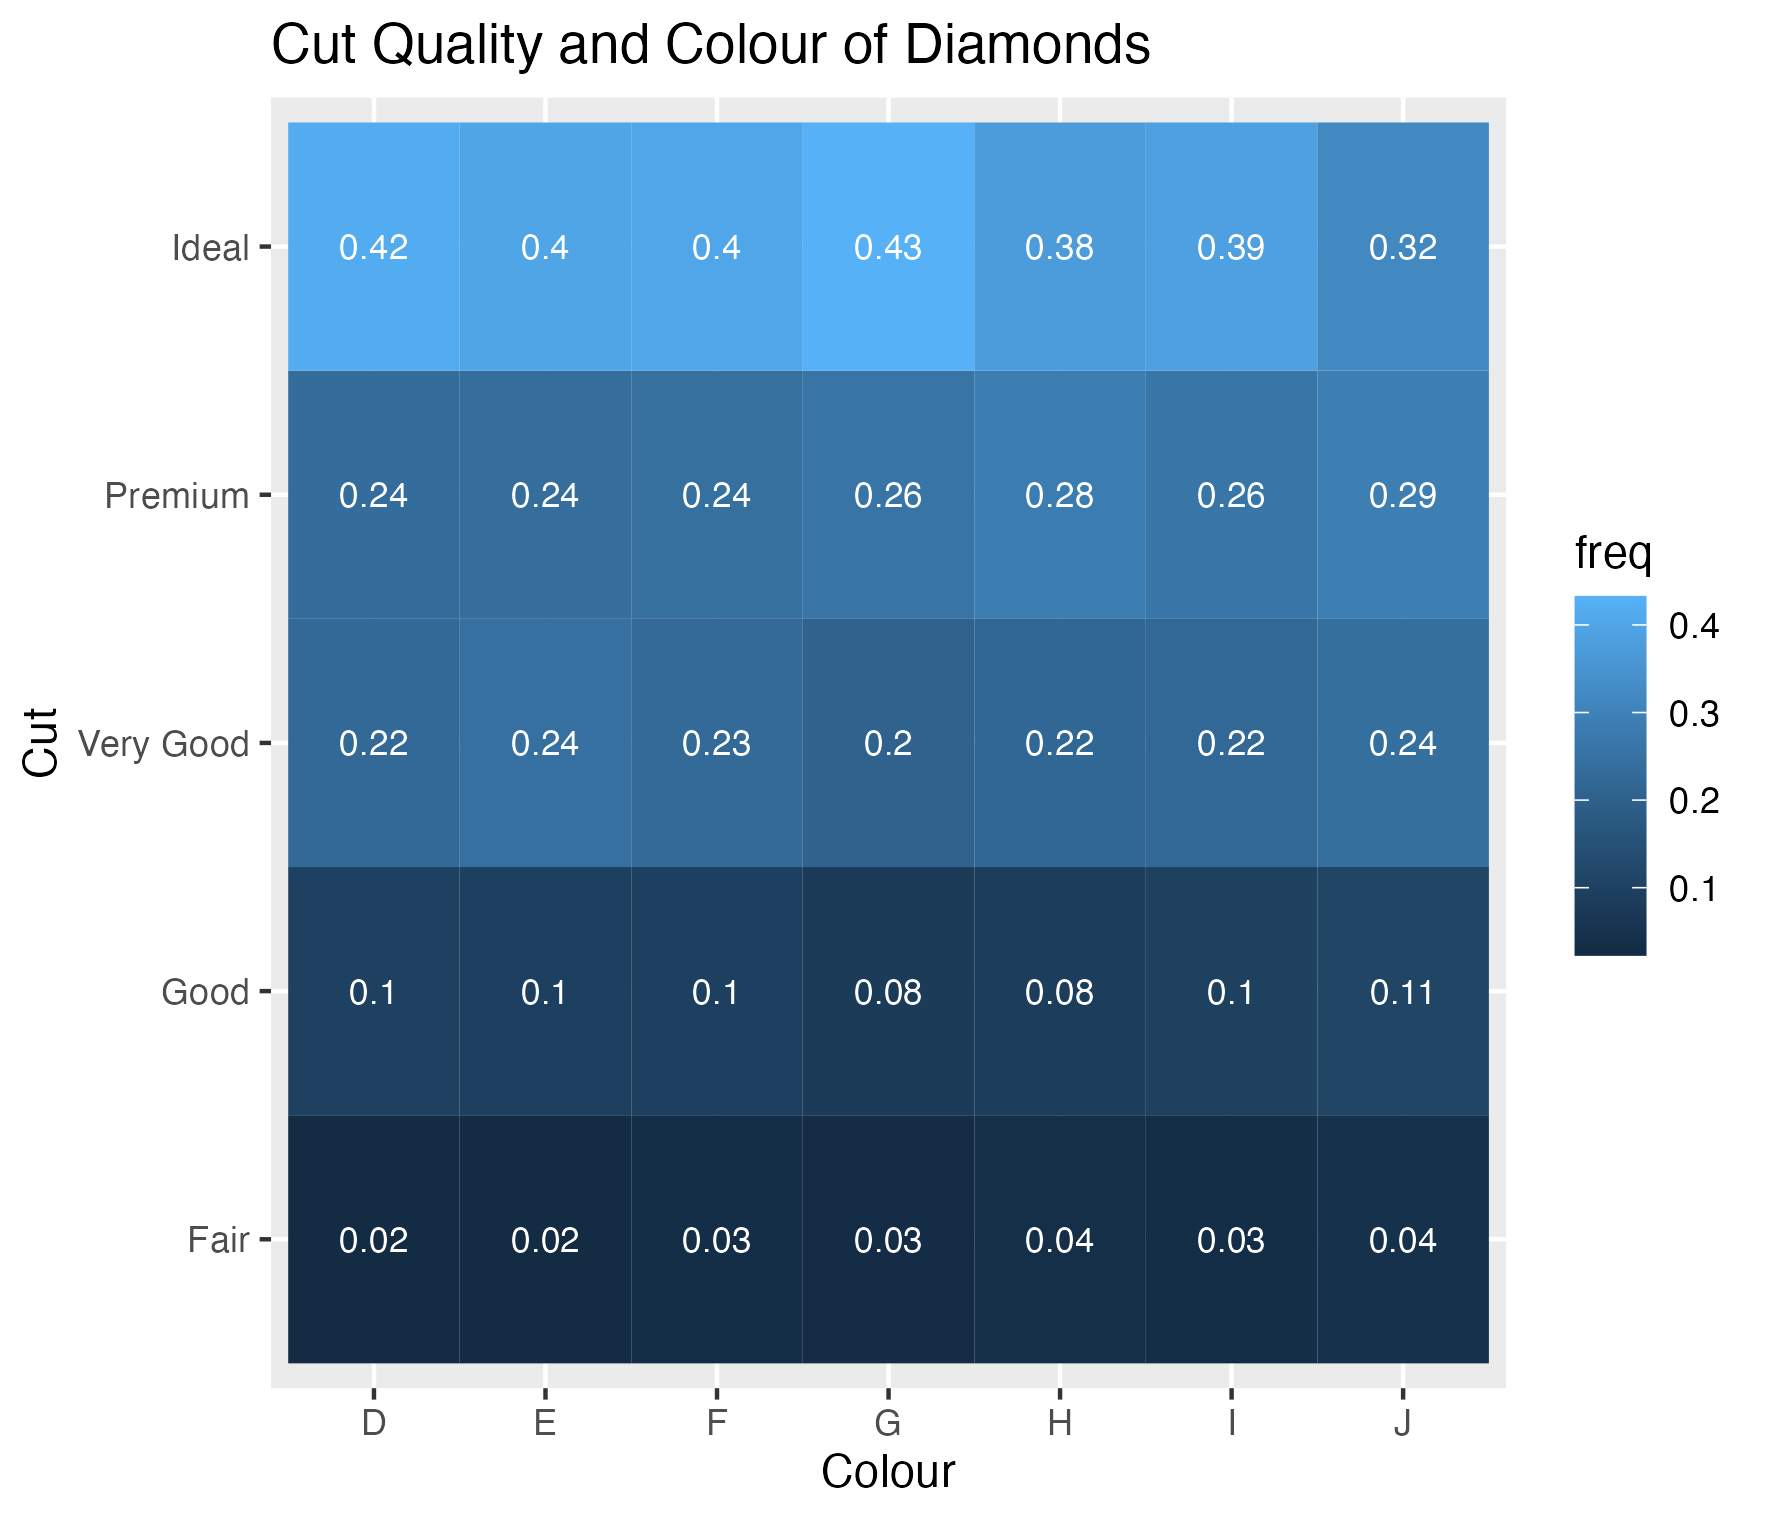 Cut Quality and Colour of Diamonds
Ideal 0.42 0.4 0.4 0.43 0.38 0.39 0.32
Premium 0.24 0.24 0.24 0.26 0.28 0.26 0.29
Very Good 0.22 0.24 0.23 0.2 0.22 0.22 0.24
Good 0.1 0.1 0.1 0.08 0.08 0.1 0.11
Fair 0.02 0.02 0.03 0.03 0.04 0.03 0.04
D E F G H I J
Colour
Cut
freq
0.4
0.3
0.2
0.1